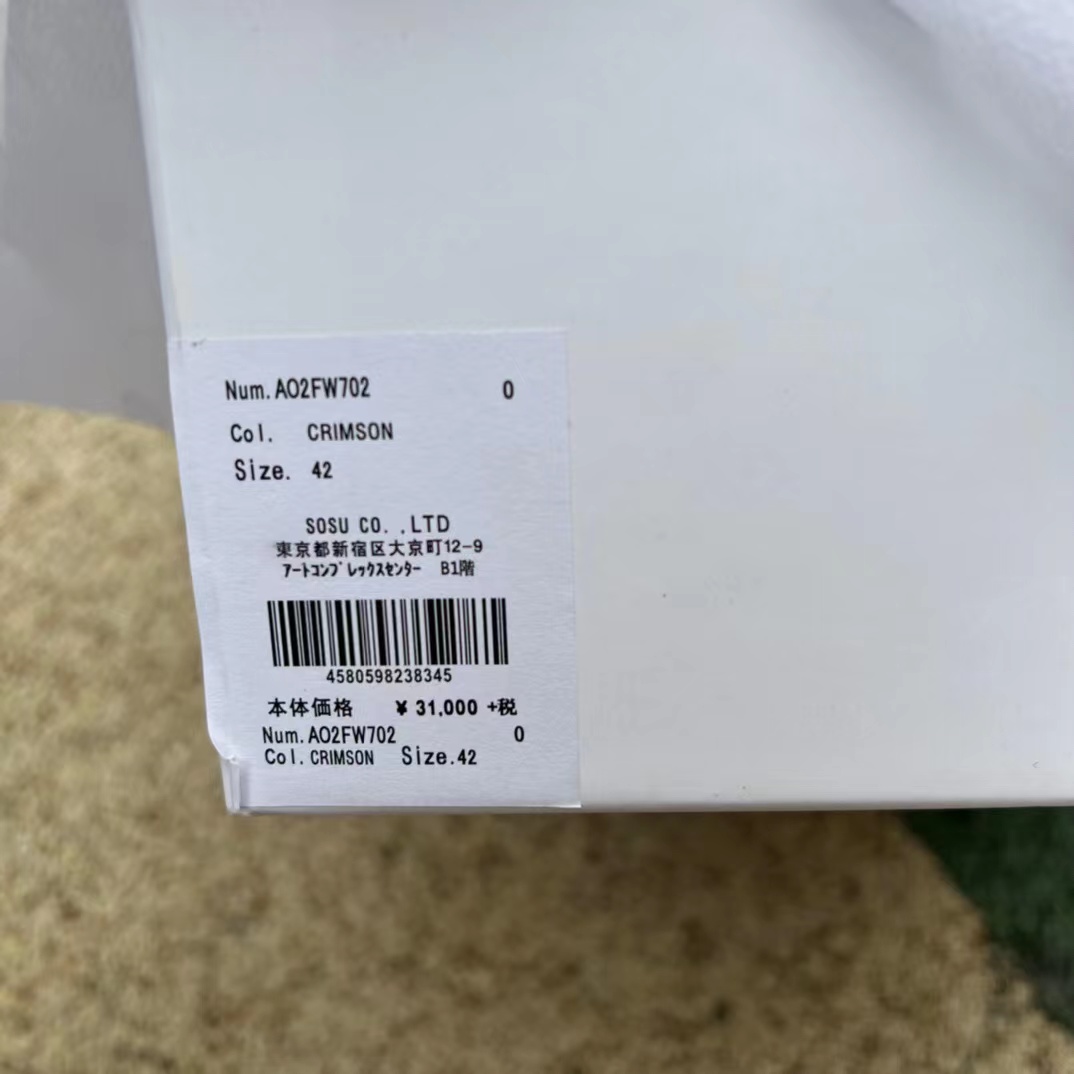 Num. AO2FW702 0
Col. CRIMSON
Size. 42
SOSU CO. ,LTD
東京都新宿区大京町12-9
ｱｰﾄｺﾝﾌﾟﾚｯｸｽｾﾝﾀｰ B1階
4580598238345
本体価格 ¥ 31,000 +税
Num. AO2FW702 0
Col. CRIMSON Size.42